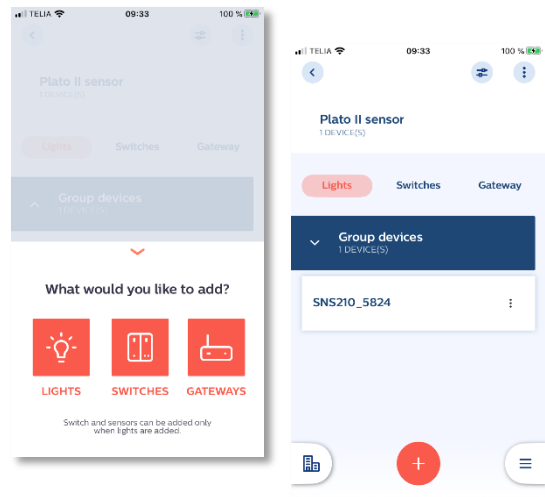 TELIA 09:33 100 %
Plato II sensor
1 DEVICE(S)
Lights Switches Gateway
Group devices
1 DEVICE(S)
What would you like to add?
LIGHTS SWITCHES GATEWAYS
Switch and sensors can be added only
when lights are added.
TELIA 09:33 100 %
Plato II sensor
1 DEVICE(S)
Lights Switches Gateway
Group devices
1 DEVICE(S)
SNS210_5824